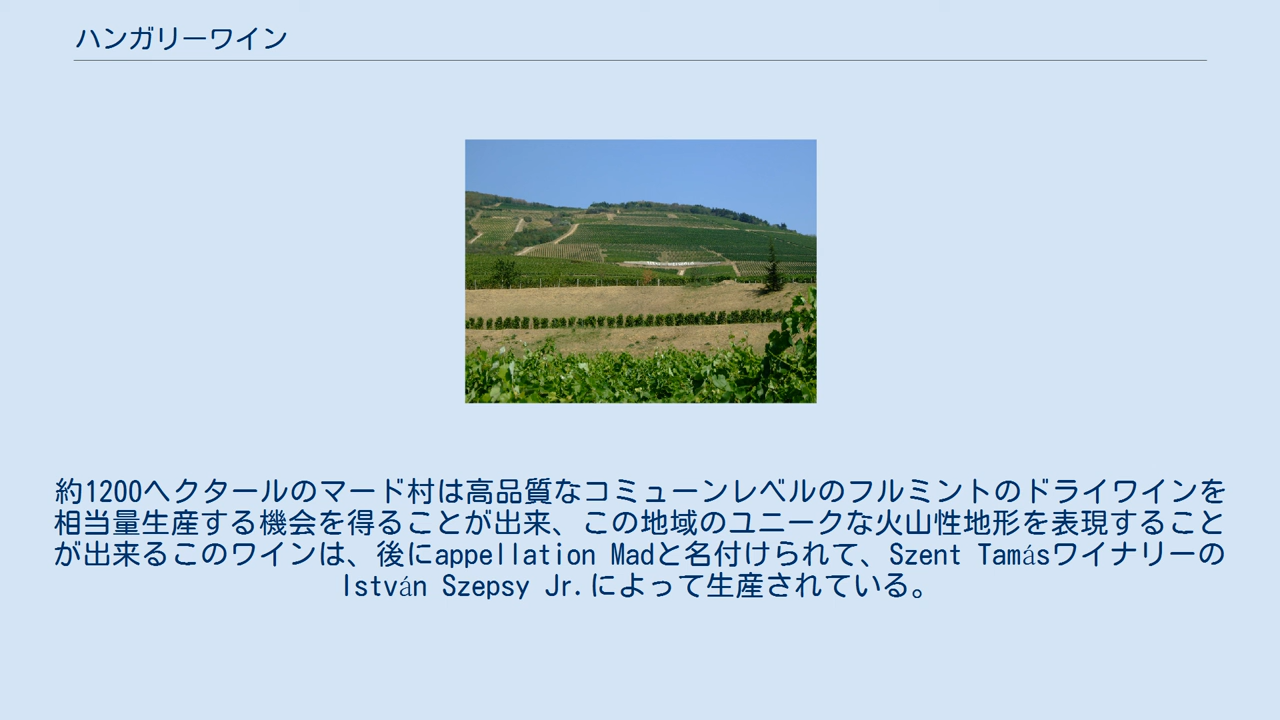 ハンガリーワイン
約1200ヘクタールのマード村は高品質なコミューンレベルのフルミントのドライワインを
相当量生産する機会を得ることが出来、この地域のユニークな火山性地形を表現すること
が出来るこのワインは、後にappellation Madと名付けられて、Szent Tamásワイナリーの
István Szepsy Jr.によって生産されている。